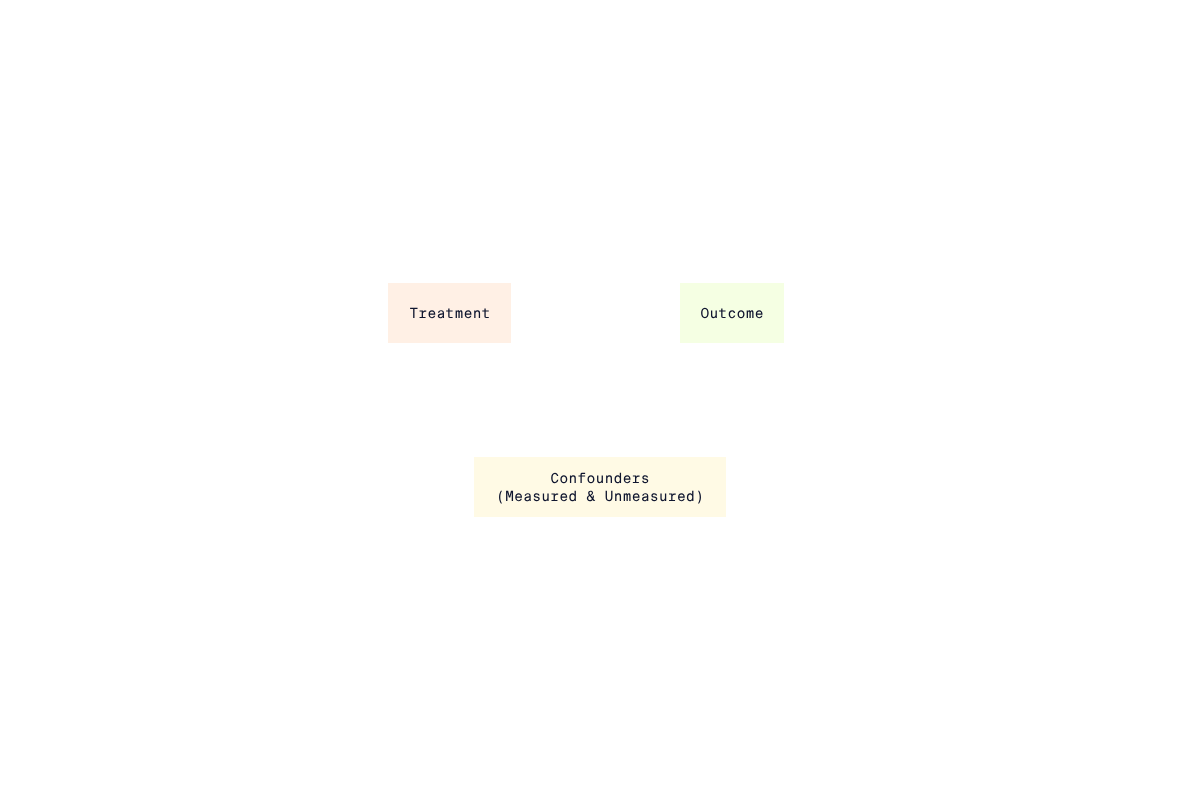 Treatment
Outcome
Confounders
(Measured & Unmeasured)